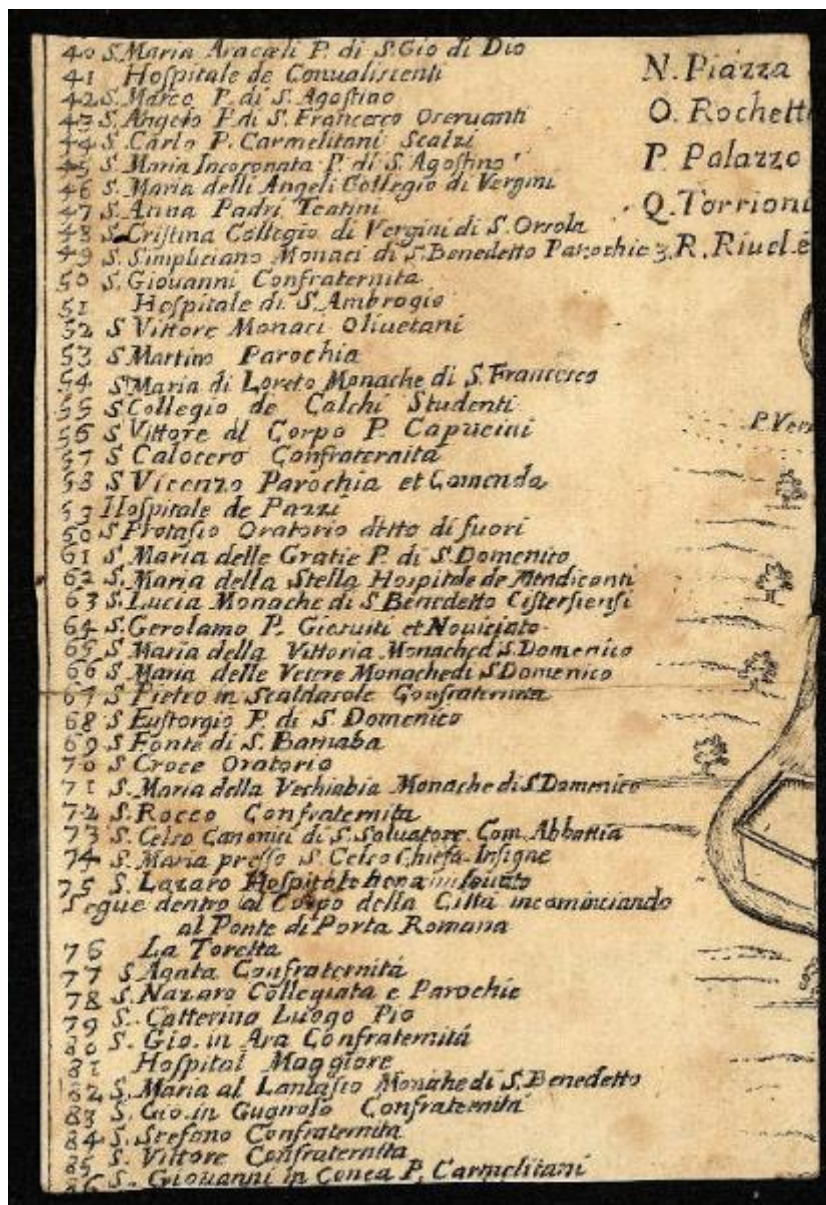 40 S. Maria Aracæli P. di S. Gio di Dio
41 Hospitale de Conualiscenti
42 S. Marco P. di S. Agostino
43 S. Angelo P. di S. Francesco Oseruanti
44 S. Carlo P. Carmelitani Scalzi
45 S. Maria Incoronata P. di S. Agostino
46 S. Maria delli Angeli Collegio di Vergini
47 S. Anna Padri Teatini
48 S. Cristina Collegio di Vergini di S. Orsola
49 S. Simpliciano Monaci di S. Benedetto Parochie 3.
50 S. Giouanni Confraternita
51 Hospitale di S. Ambrogio
52 S Vittore Monaci Oliuetani
53 S Martino Parochia
54 S Maria di Loreto Monache di S. Francesco
55 S Collegio de Calchi Studenti
56 S Vittore al Corpo P. Capucini
57 S Calocero Confraternita
58 S Vicenzo Parochia et Comenda
59 Hospitale de Pazzi
60 S Protasio Oratorio detto di fuori
61 S Maria delle Gratie P. di S. Domenico
62 S. Maria della Stella Hospitale de Mendicanti
63 S. Lucia Monache di S Benedetto Cistersiensi
64 S. Gerolamo P. Giesuiti et Nouiciato
65 S Maria della Vittoria Monache d S. Domenico
66 S Maria delle Vetere Monache di S Domenico
67 S Pietro in Scaldasole Confraternita
68 S Eustorgio P. di S. Domenico
69 S Fonte di S. Barnaba
70 S Croce Oratorio
71 S. Maria della Vechiabia Monache di S Domenico
72 S. Rocco Confraternita
73 S. Celso Canonici di S. Saluatore. Com. Abbattia
74 S. Maria presso S. Celso Chiesa Insigne
75 S. Lazaro Hospitale
Segue dentro al Corpo della Città incominciando
al Ponte di Porta Romana
76 La Toretta
77 S Agata Confraternitá
78 S. Nazaro Collegiata e Parochie
79 S. Catterina Luogo Pio
80 S. Gio. in Ara Confraternitá
81 Hospital Maggiore
82 S. Maria al Lantasio Monache di S. Benedetto
83 S. Gio. in Gugirolo Confraternitá
84 S. Stefano Confraternita
85 S. Vittore Confraternita
86 S. Giouanni in Conca P. Carmelitani
N. Piazza
O. Rochett
P. Palazzo
Q. Torrioni
R. Riuel. e
P. Ver